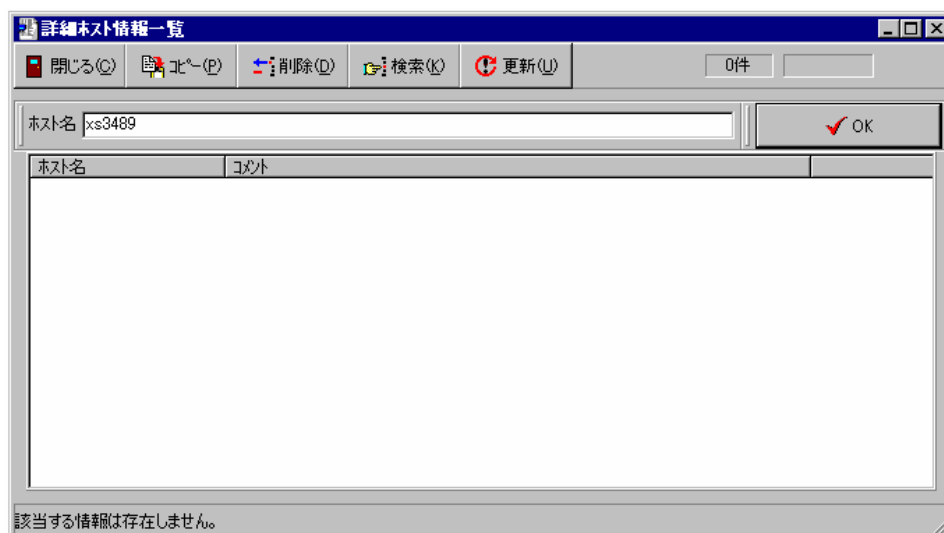 詳細ホスト情報一覧
閉じる(C) ｺﾋﾟｰ(P) 削除(D) 検索(K) 更新(U) 0件
ﾎｽﾄ名 xs3489 OK
ﾎｽﾄ名 ｺﾒﾝﾄ
該当する情報は存在しません。